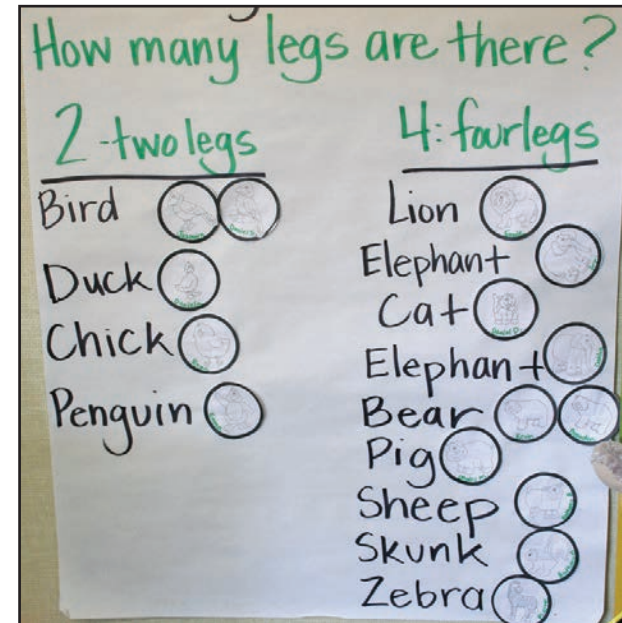 How many legs are there?
2-two legs
Bird
Duck
Chick
Penguin
4: four legs
Lion
Elephant
Cat
Elephant
Bear
Pig
Sheep
Skunk
Zebra